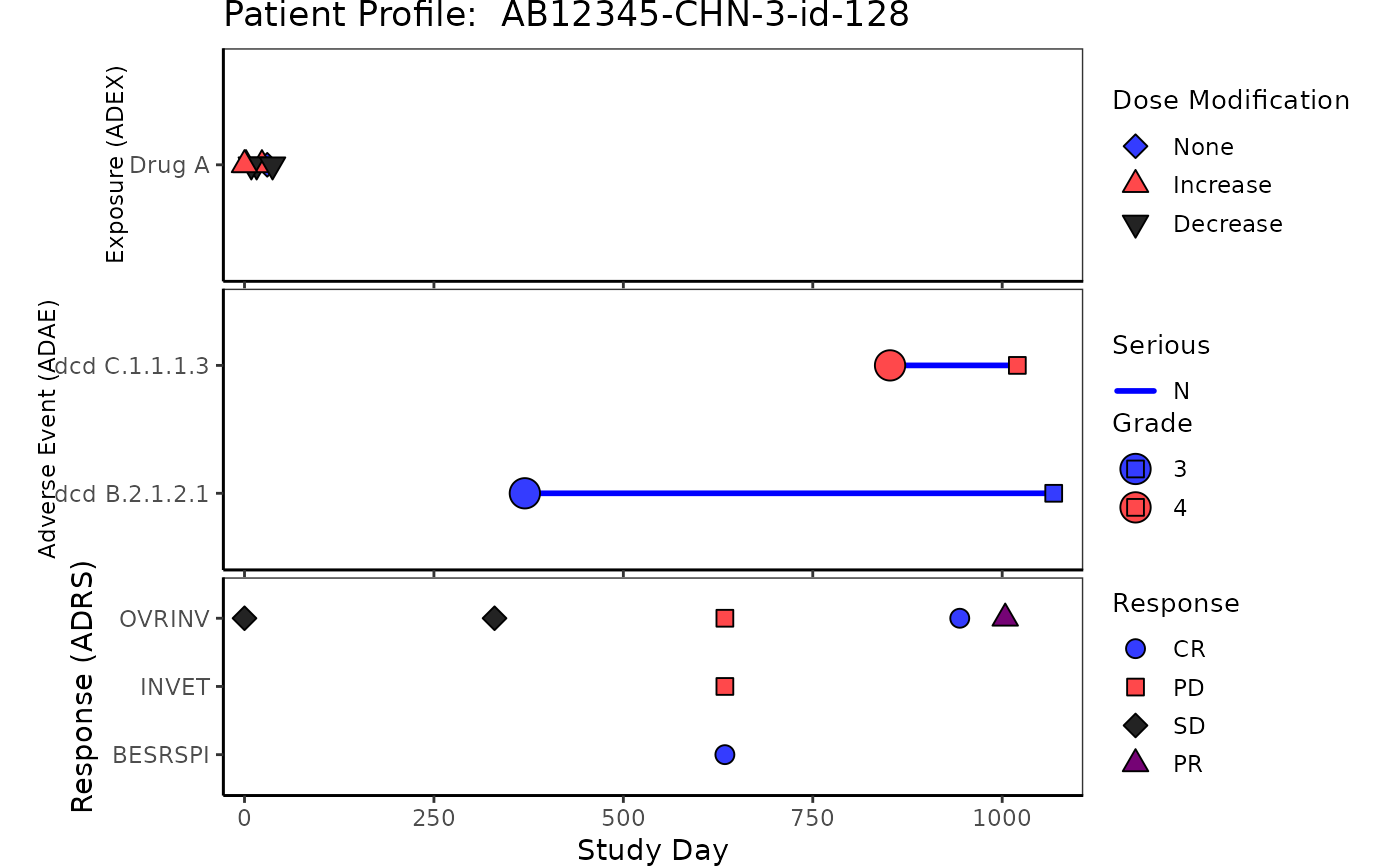 Patient Profile:  AB12345-CHN-3-id-128
Exposure (ADEX)
Drug A
Dose Modification
None
Increase
Decrease
Adverse Event (ADAE)
dcd C.1.1.1.3
dcd B.2.1.2.1
Serious
N
Grade
3
4
Response (ADRS)
OVRINV
INVET
BESRSPI
Response
CR
PD
SD
PR
0 250 500 750 1000
Study Day